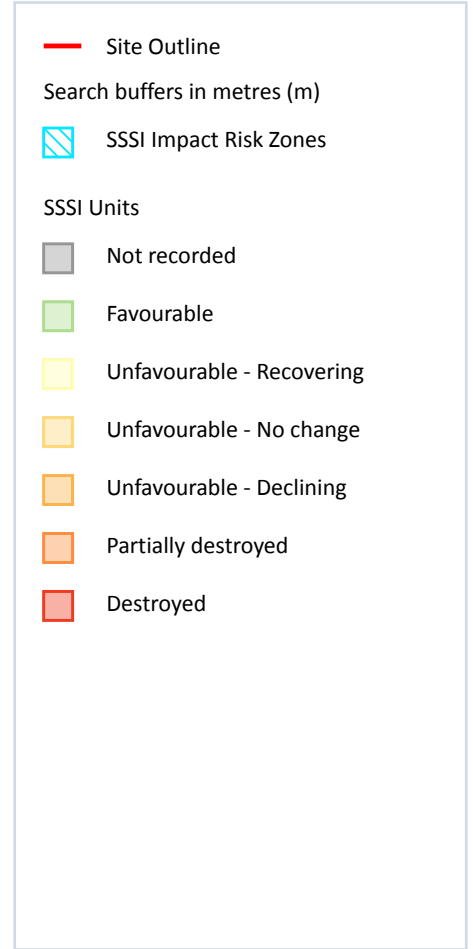 Site Outline
Search buffers in metres (m)
SSSI Impact Risk Zones
SSSI Units
Not recorded
Favourable
Unfavourable - Recovering
Unfavourable - No change
Unfavourable - Declining
Partially destroyed
Destroyed